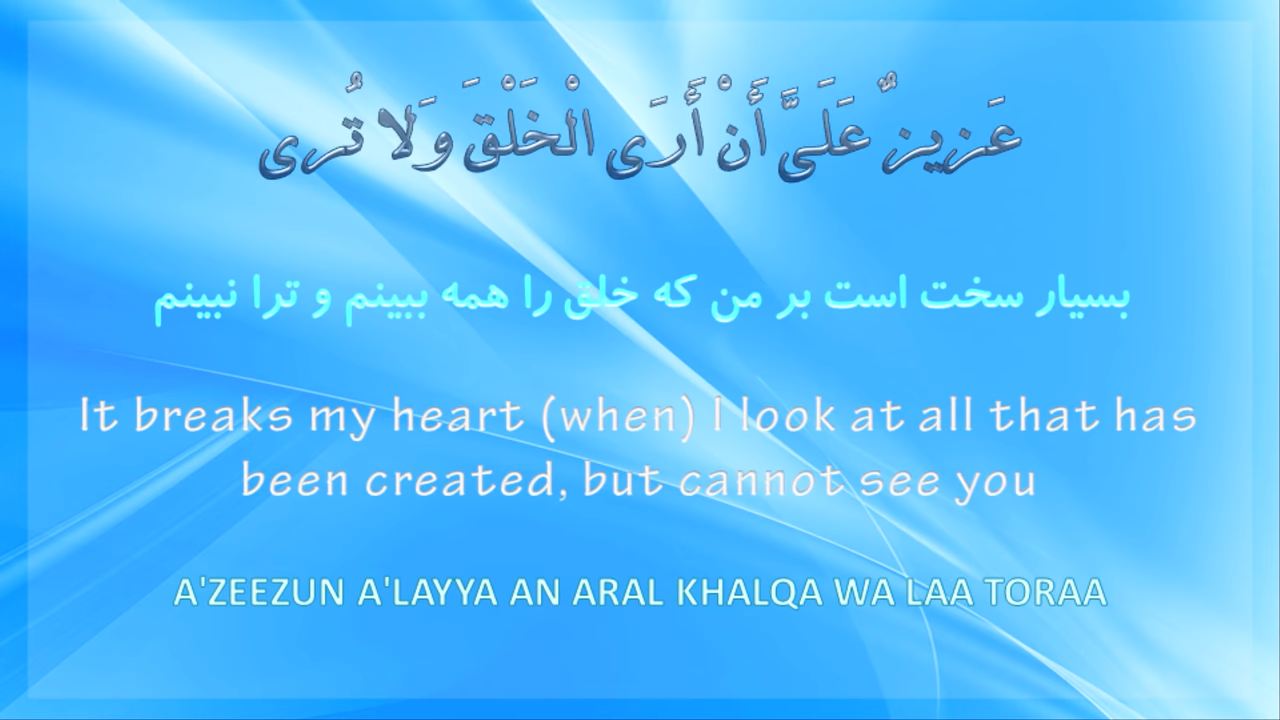 عَزِيزٌ عَلَيَّ أَنْ أَرَى الْخَلْقَ وَلا تُرى
بسیار سخت است بر من که خلق را همه ببینم و ترا نبینم
It breaks my heart (when) I look at all that has
been created, but cannot see you
A'ZEEZUN A'LAYYA AN ARAL KHALQA WA LAA TORAA